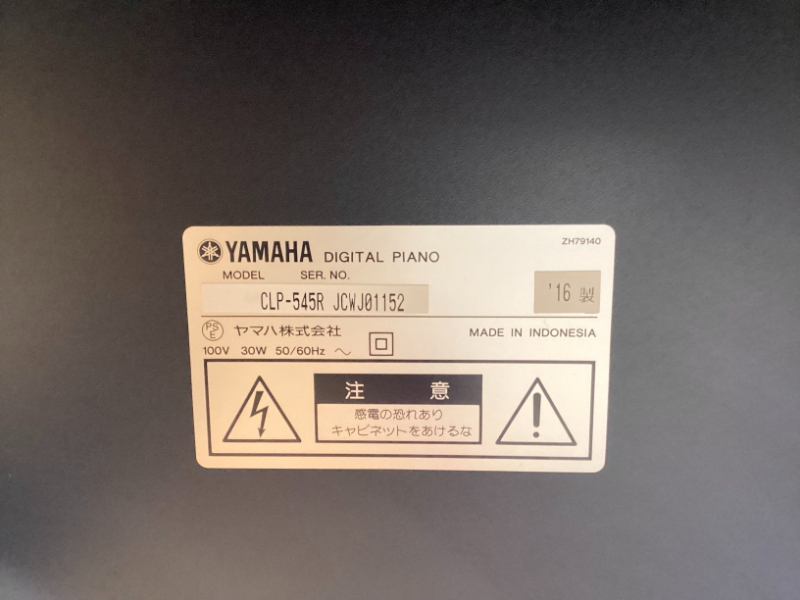 YAMAHA DIGITAL PIANO
ZH79140
MODEL SER. NO.
CLP-545R JCWJ01152
'16 製
PSE ヤマハ株式会社
MADE IN INDONESIA
100V 30W 50/60Hz ～
注 意
感電の恐れあり
キャビネットをあけるな